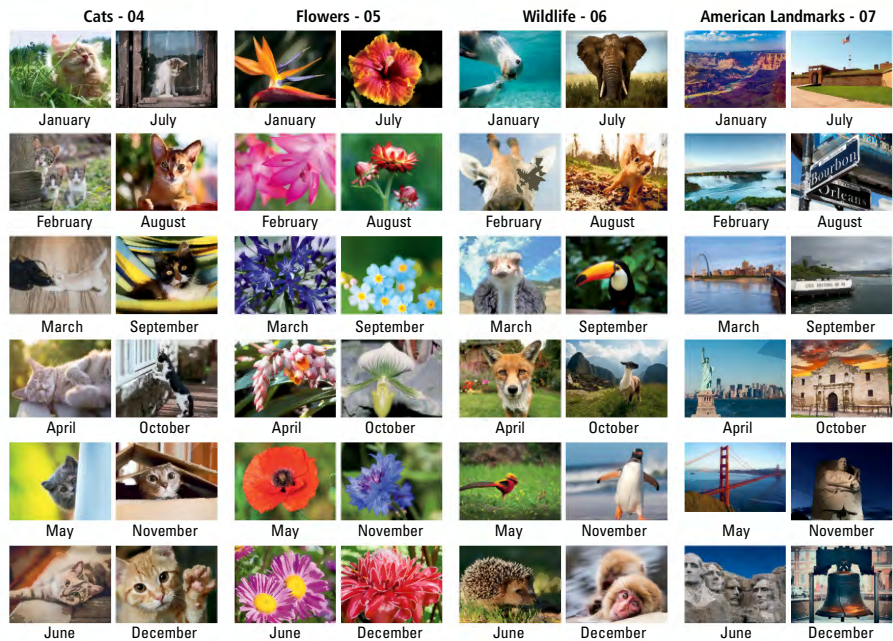 Cats - 04
Flowers - 05
Wildlife - 06
American Landmarks - 07
January
July
January
July
January
July
January
July
Bourbon
Orleans
February
August
February
August
February
August
February
August
March
September
March
September
March
September
March
September
April
October
April
October
April
October
April
October
May
November
May
November
May
November
May
November
June
December
June
December
June
December
June
December